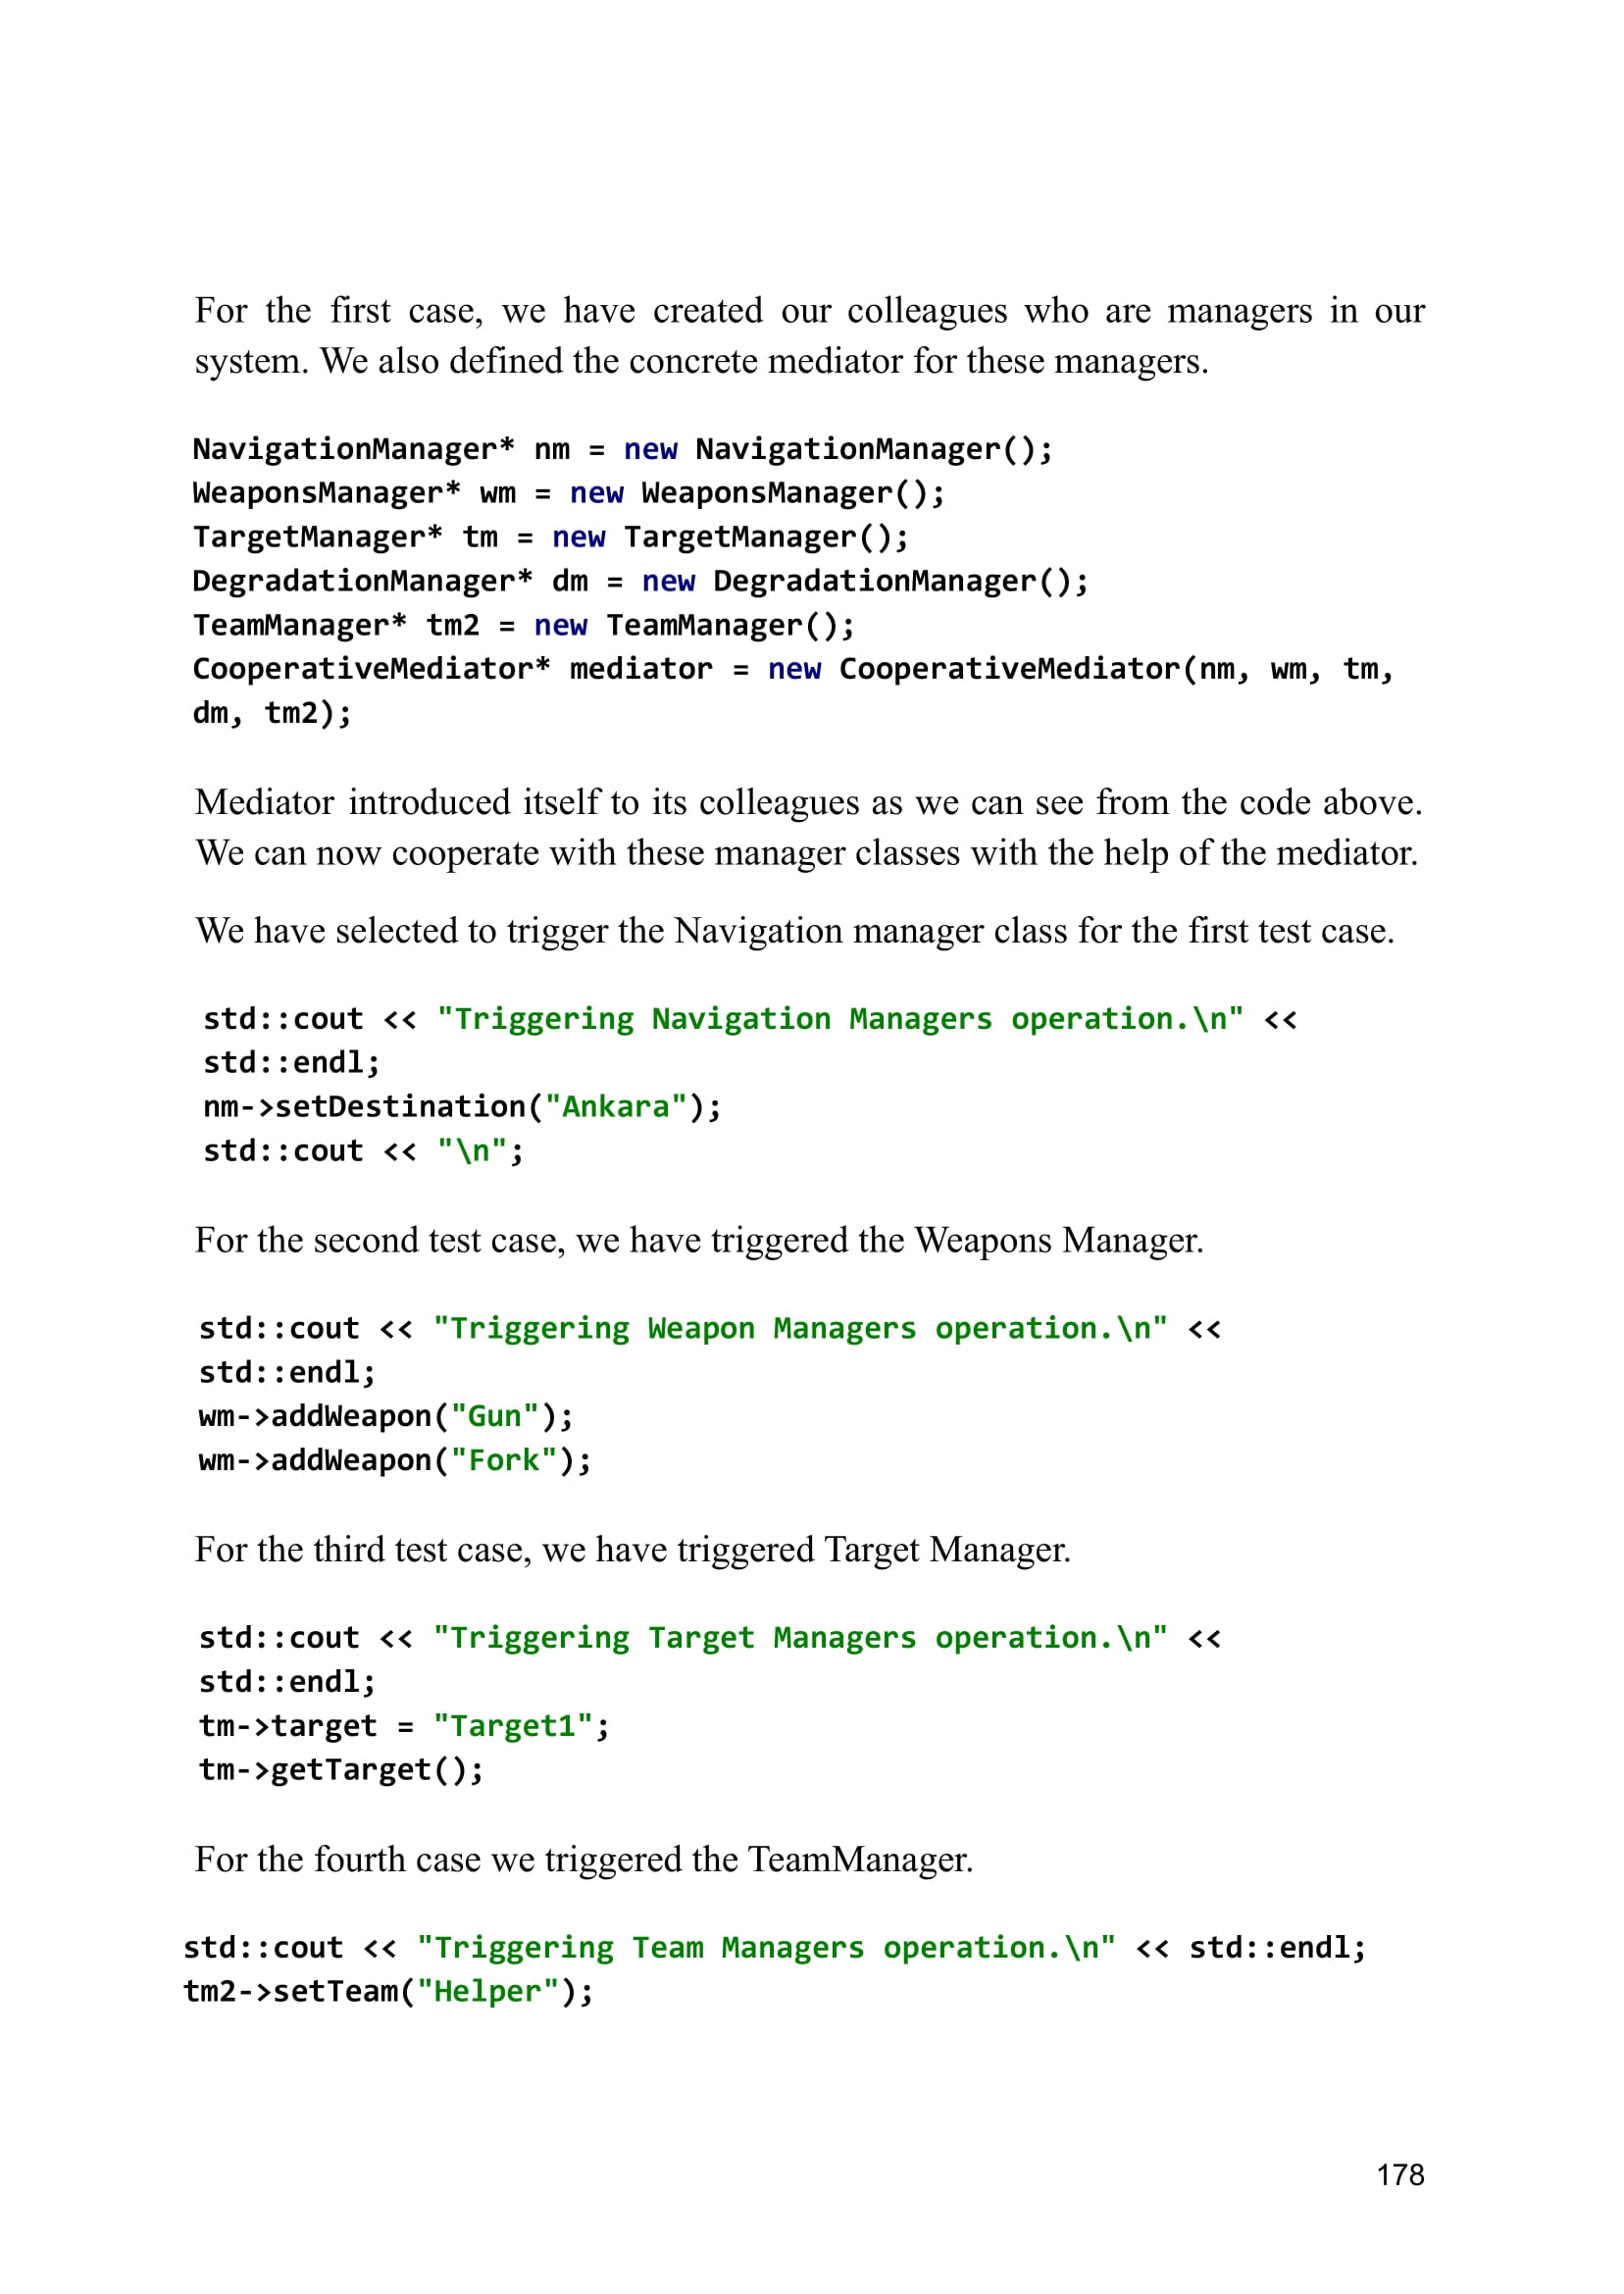 For the first case, we have created our colleagues who are managers in our
system. We also defined the concrete mediator for these managers.
NavigationManager* nm = new NavigationManager();
WeaponsManager* wm = new WeaponsManager();
TargetManager* tm = new TargetManager();
DegradationManager* dm = new DegradationManager();
TeamManager* tm2 = new TeamManager();
CooperativeMediator* mediator = new CooperativeMediator(nm, wm, tm,
dm, tm2);
Mediator introduced itself to its colleagues as we can see from the code above.
We can now cooperate with these manager classes with the help of the mediator.
We have selected to trigger the Navigation manager class for the first test case.
std::cout << "Triggering Navigation Managers operation.\n" <<
std::endl;
nm->setDestination("Ankara");
std::cout << "\n";
For the second test case, we have triggered the Weapons Manager.
std::cout << "Triggering Weapon Managers operation.\n" <<
std::endl;
wm->addWeapon("Gun");
wm->addWeapon("Fork");
For the third test case, we have triggered Target Manager.
std::cout << "Triggering Target Managers operation.\n" <<
std::endl;
tm->target = "Target1";
tm->getTarget();
For the fourth case we triggered the TeamManager.
std::cout << "Triggering Team Managers operation.\n" << std::endl;
tm2->setTeam("Helper");
178